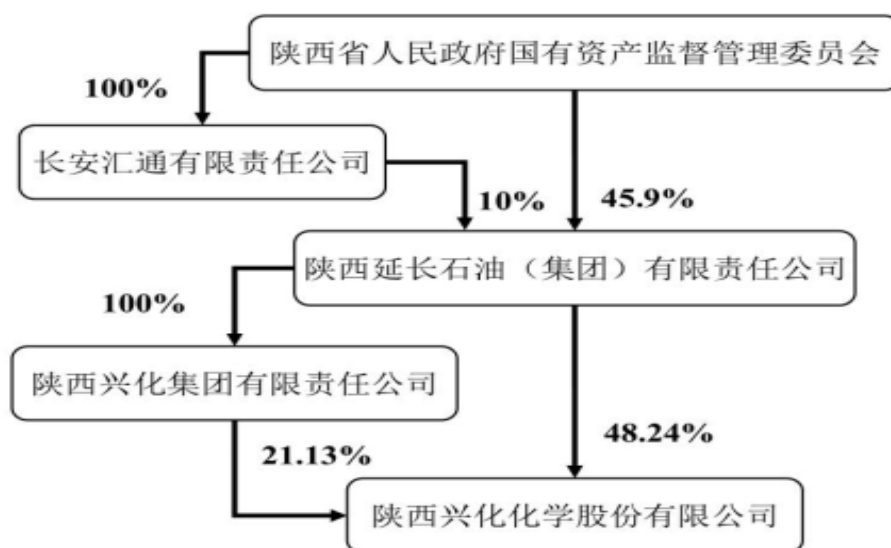 陕西省人民政府国有资产监督管理委员会
100%
长安汇通有限责任公司
10%
45.9%
陕西延长石油（集团）有限责任公司
100%
陕西兴化集团有限责任公司
48.24%
21.13%
陕西兴化化学股份有限公司